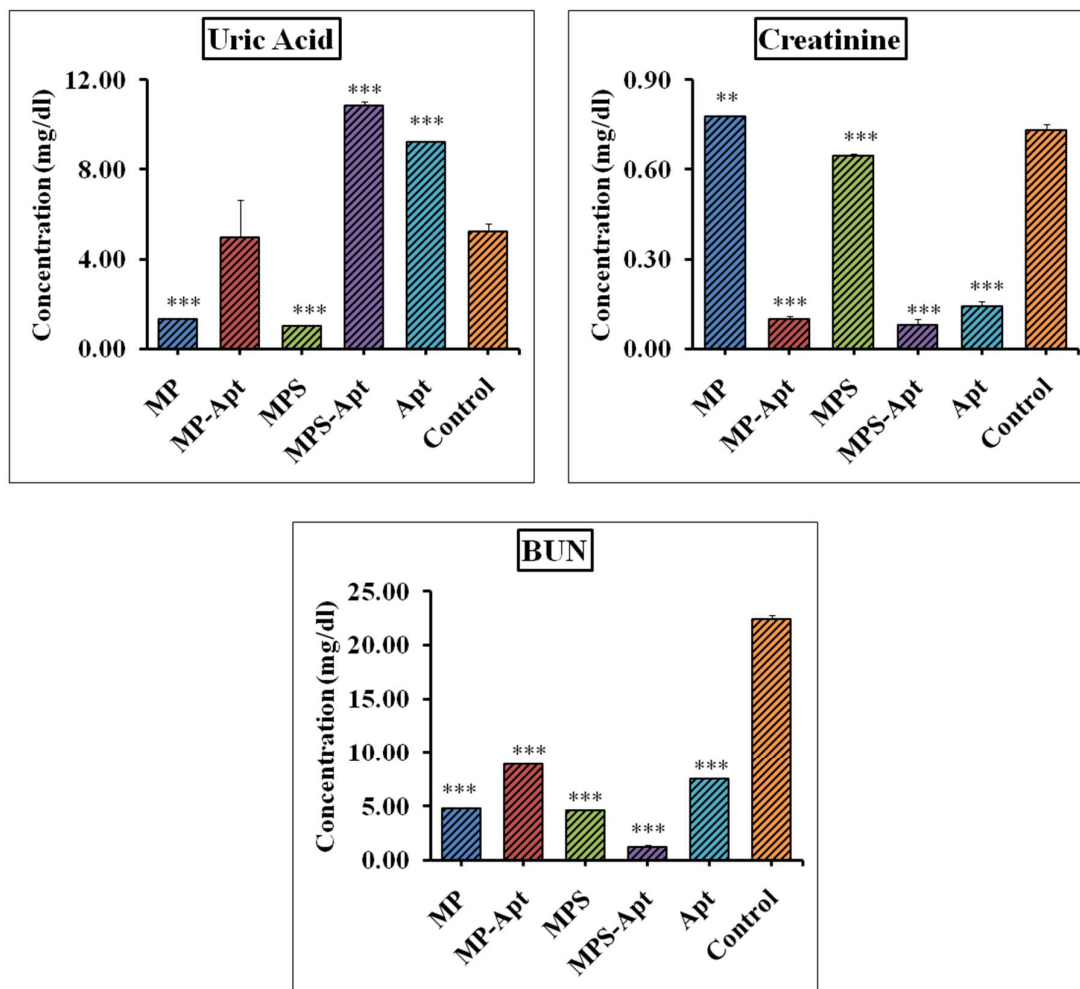 Uric Acid
Concentration (mg/dl)
12.00
8.00
4.00
0.00
***
***
***
***
MP
MP-Apt
MPS
MPS-Apt
Apt
Control
Creatinine
Concentration (mg/dl)
0.90
0.60
0.30
0.00
**
***
***
***
***
MP
MP-Apt
MPS
MPS-Apt
Apt
Control
BUN
Concentration (mg/dl)
25.00
20.00
15.00
10.00
5.00
0.00
***
***
***
***
***
MP
MP-Apt
MPS
MPS-Apt
Apt
Control